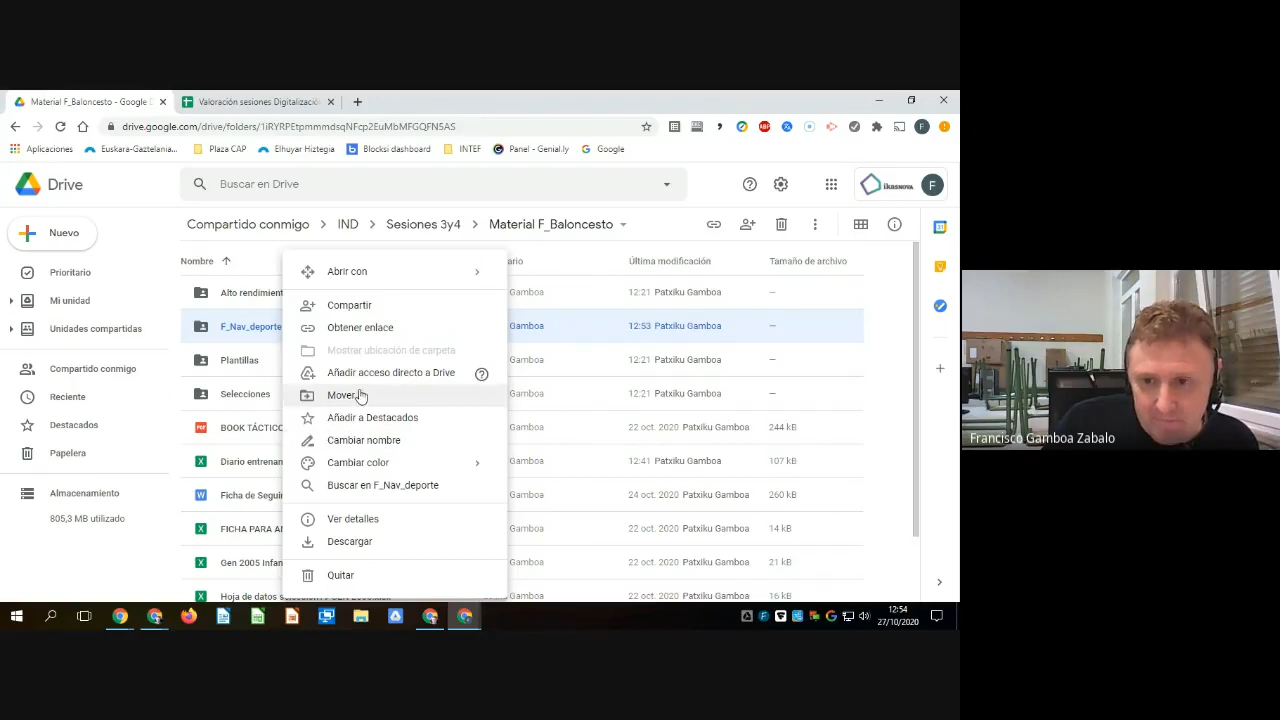 Material F_Baloncesto - Google D
Valoración sesiones Digitalizació
drive.google.com/drive/folders/1iRYRPEtpmmmdsqNFcp2EuMbMFGQFN5AS
Aplicaciones
Euskara-Gaztelania...
Plaza CAP
Elhuyar Hiztegia
Blocksi dashboard
INTEF
Panel - Genial.ly
Google
Drive
Buscar en Drive
ikasNOVA
F
Nuevo
Compartido conmigo > IND > Sesiones 3y4 > Material F_Baloncesto
Nombre
Última modificación
Tamaño de archivo
Prioritario
Mi unidad
Unidades compartidas
Compartido conmigo
Reciente
Destacados
Papelera
Almacenamiento
805,3 MB utilizado
Alto rendimien
Gamboa
12:21 Patxiku Gamboa
—
F_Nav_deporte
Gamboa
12:53 Patxiku Gamboa
—
Plantillas
Gamboa
12:21 Patxiku Gamboa
—
Selecciones
Gamboa
12:21 Patxiku Gamboa
—
BOOK TÁCTICO
Gamboa
22 oct. 2020 Patxiku Gamboa
244 kB
Diario entrenan
Gamboa
12:41 Patxiku Gamboa
107 kB
Ficha de Segui
Gamboa
24 oct. 2020 Patxiku Gamboa
260 kB
FICHA PARA AN
Gamboa
22 oct. 2020 Patxiku Gamboa
14 kB
Gen 2005 Infan
Gamboa
22 oct. 2020 Patxiku Gamboa
21 kB
22 oct. 2020 Patxiku Gamboa
16 kB
Abrir con
Compartir
Obtener enlace
Mostrar ubicación de carpeta
Añadir acceso directo a Drive
Mover
Añadir a Destacados
Cambiar nombre
Cambiar color
Buscar en F_Nav_deporte
Ver detalles
Descargar
Quitar
12:54
27/10/2020
Francisco Gamboa Zabalo